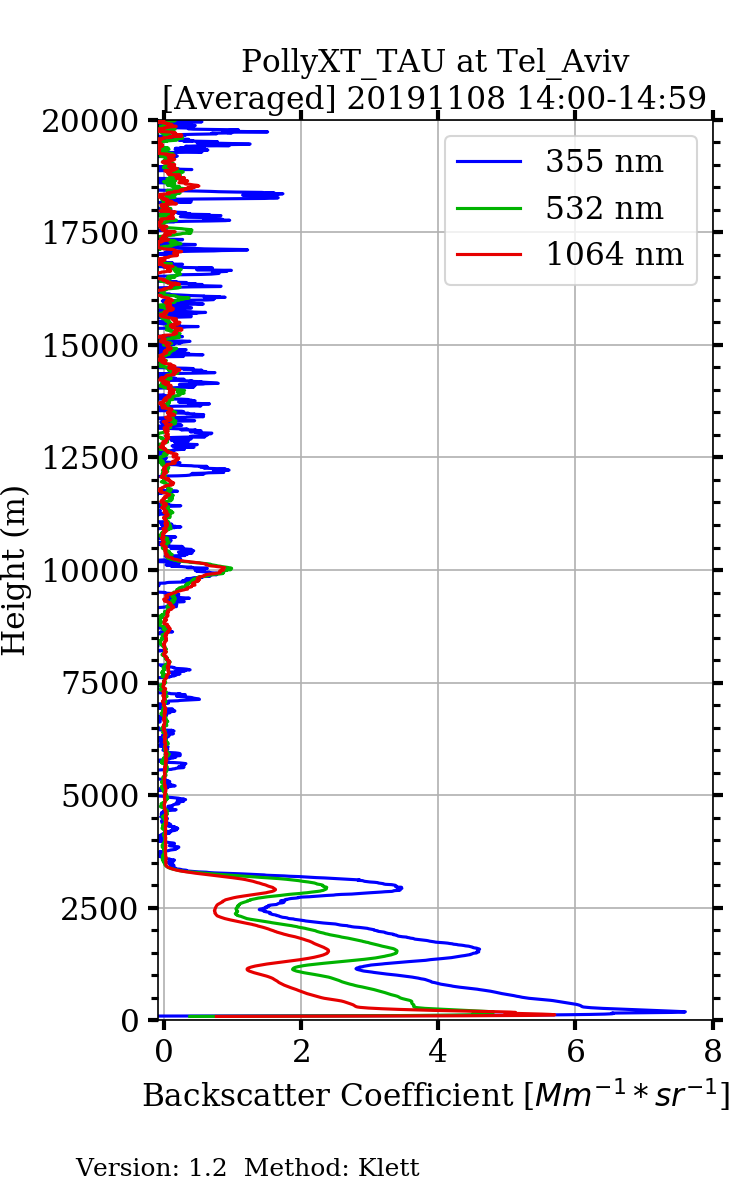 PollyXT_TAU at Tel_Aviv
[Averaged] 20191108 14:00-14:59
355 nm
532 nm
1064 nm
20000
17500
15000
12500
10000
7500
5000
2500
0
Height (m)
0 2 4 6 8
Backscatter Coefficient [Mm⁻¹ * sr⁻¹]
Version: 1.2 Method: Klett